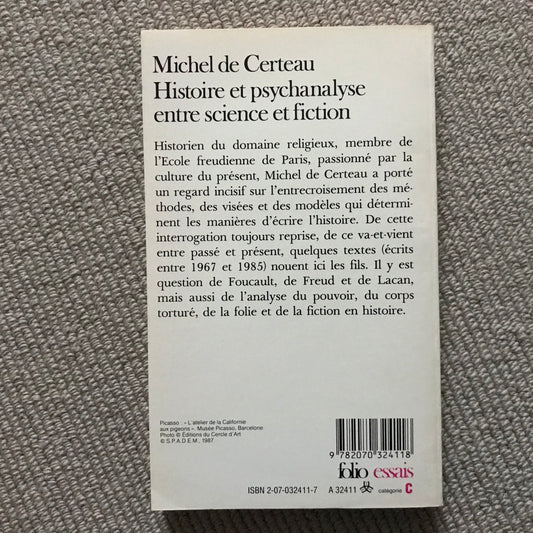 Michel de Certeau
Histoire et psychanalyse
entre science et fiction
Historien du domaine religieux, membre de
l'Ecole freudienne de Paris, passionné par la
culture du présent, Michel de Certeau a porté
un regard incisif sur l'entrecroisement des mé-
thodes, des visées et des modèles qui détermi-
nent les manières d'écrire l'histoire. De cette
interrogation toujours reprise, de ce va-et-vient
entre passé et présent, quelques textes (écrits
entre 1967 et 1985) nouent ici les fils. Il y est
question de Foucault, de Freud et de Lacan,
mais aussi de l'analyse du pouvoir, du corps
torturé, de la folie et de la fiction en histoire.
Picasso : « L'atelier de la Californie
aux pigeons ». Musée Picasso, Barcelone
Photo © Éditions du Cercle d'Art
© S.P.A.D.E.M., 1987
9 782070 324118
folio essais
ISBN 2-07-032411-7 A 32411 catégorie C